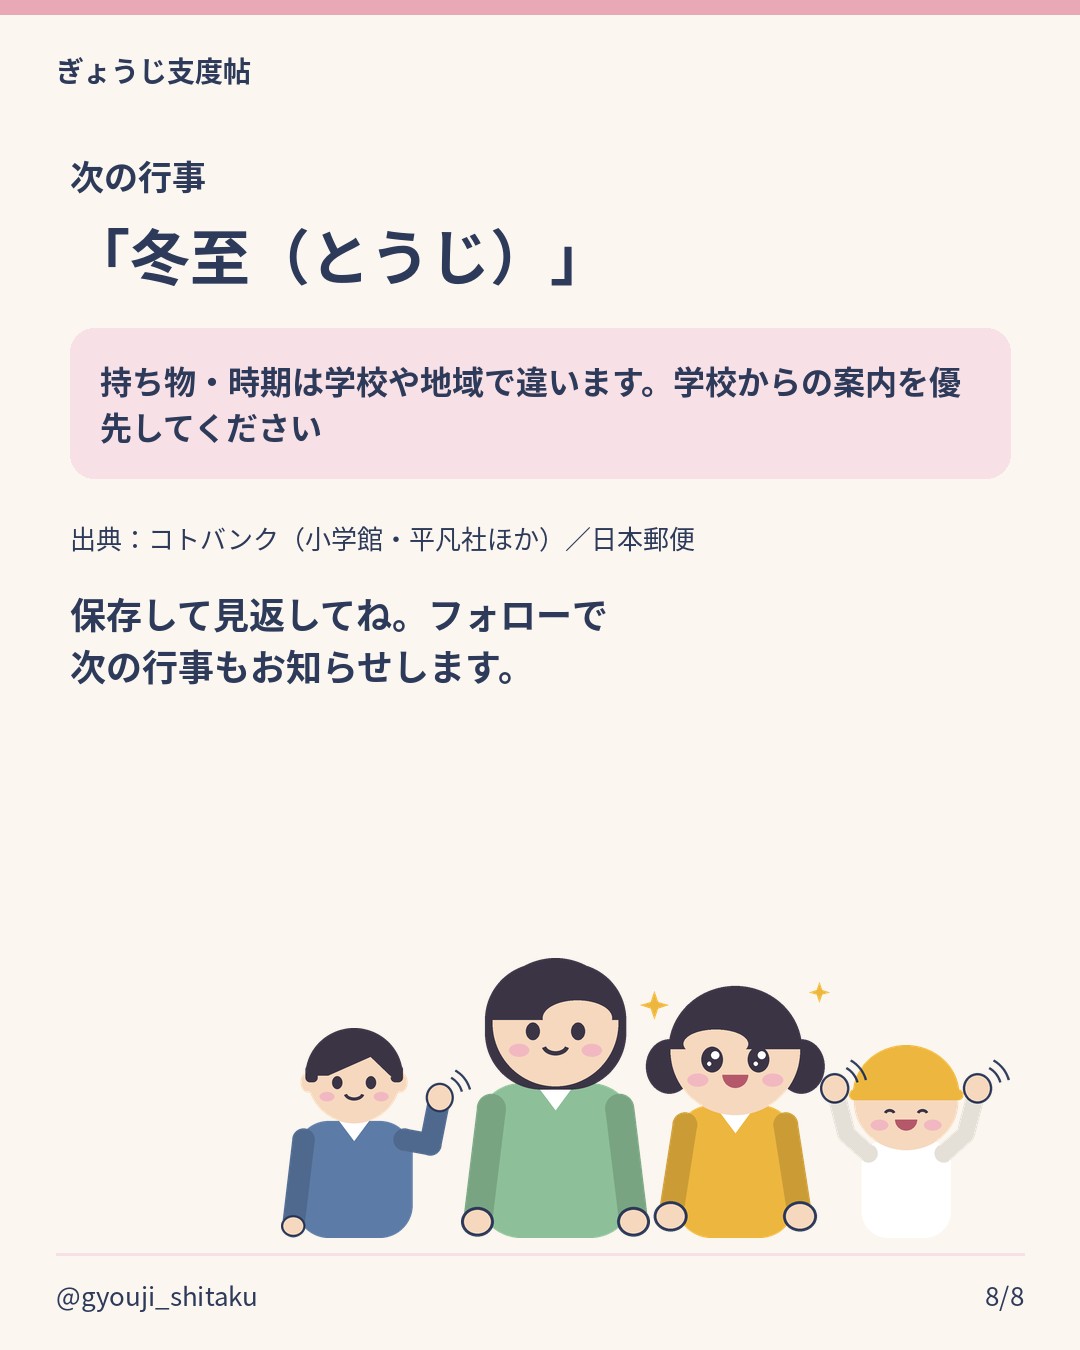 ぎょうじ支度帖
次の行事
「冬至（とうじ）」
持ち物・時期は学校や地域で違います。学校からの案内を優
先してください
出典：コトバンク（小学館・平凡社ほか）／日本郵便
保存して見返してね。フォローで
次の行事もお知らせします。
@gyouji_shitaku
8/8